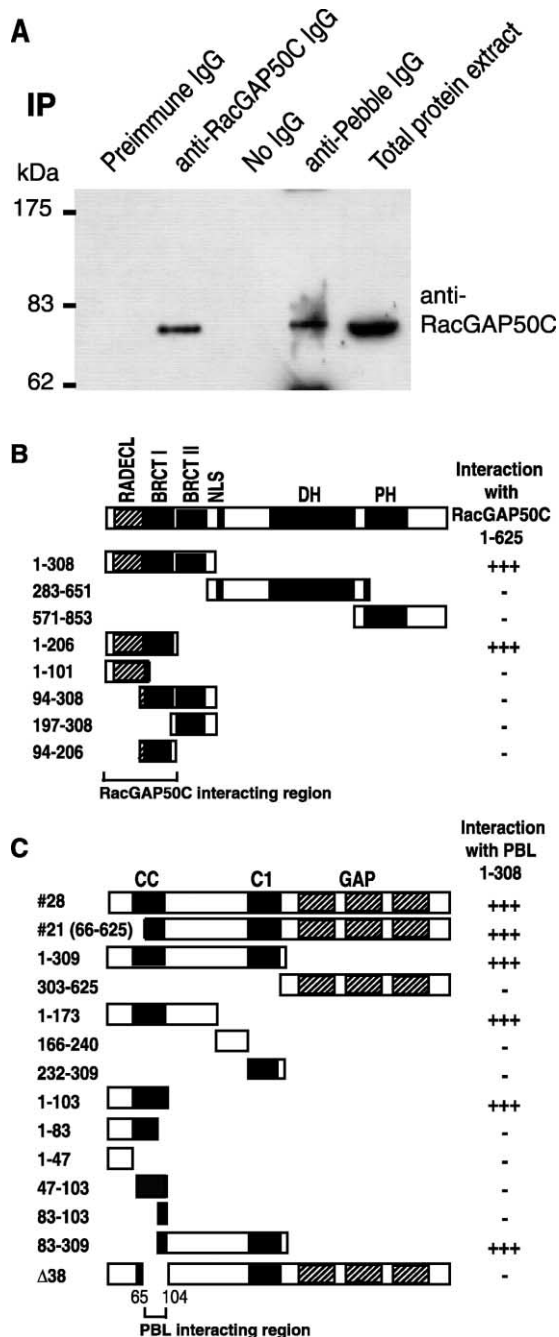 A
IP
Preimmune IgG
anti-RacGAP50C IgG
No IgG
anti-Pebble IgG
Total protein extract
kDa
175
83
62
anti-
RacGAP50C
B
RADECL
BRCT I
BRCT II
NLS
DH
PH
Interaction
with
RacGAP50C
1-625
1-308 +++
283-651 -
571-853 -
1-206 +++
1-101 -
94-308 -
197-308 -
94-206 -
RacGAP50C interacting region
C
CC
C1
GAP
Interaction
with PBL
1-308
#28 +++
#21 (66-625) +++
1-309 +++
303-625 -
1-173 +++
166-240 -
232-309 -
1-103 +++
1-83 -
1-47 -
47-103 -
83-103 -
83-309 +++
Δ38 -
65 104
PBL interacting region